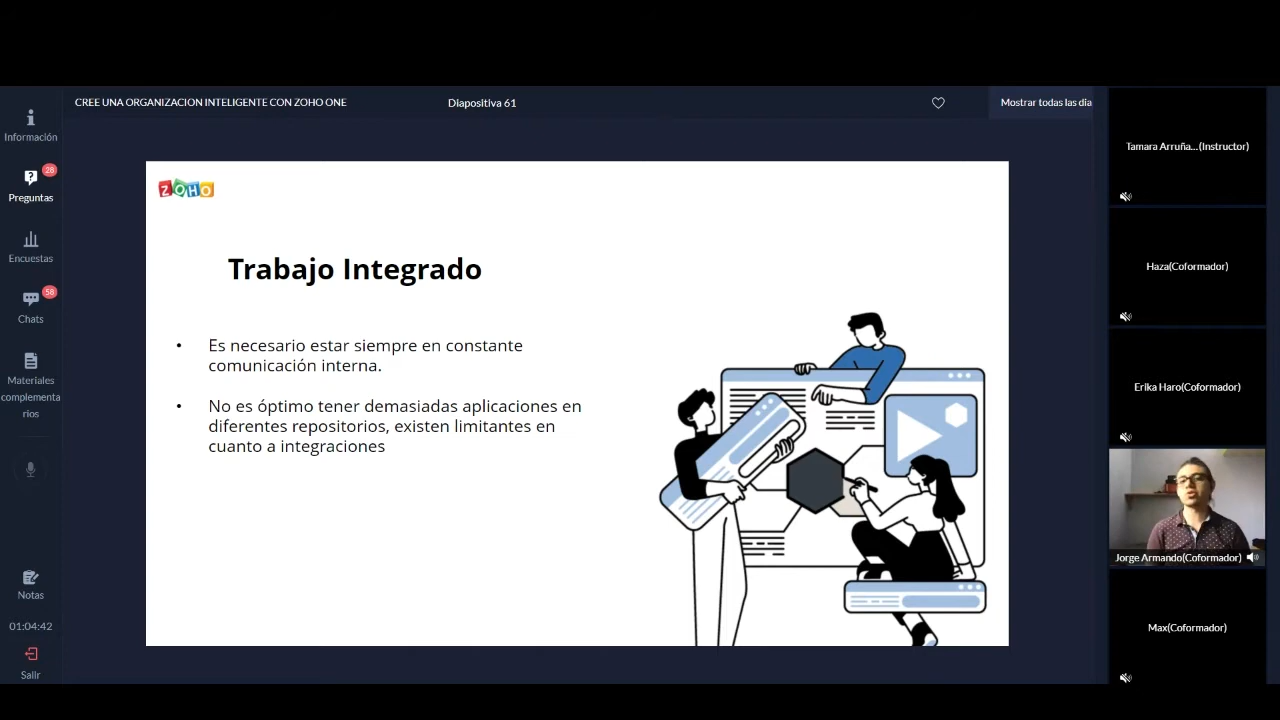 CREE UNA ORGANIZACION INTELIGENTE CON ZOHO ONE
Diapositiva 61
Mostrar todas las dia
Información
28
Preguntas
Encuestas
58
Chats
Materiales
complementa
rios
Notas
01:04:42
Salir
ZOHO
Trabajo Integrado
• Es necesario estar siempre en constante
comunicación interna.
• No es óptimo tener demasiadas aplicaciones en
diferentes repositorios, existen limitantes en
cuanto a integraciones
Tamara Arruña...(Instructor)
Haza(Coformador)
Erika Haro(Coformador)
Jorge Armando(Coformador)
Max(Coformador)